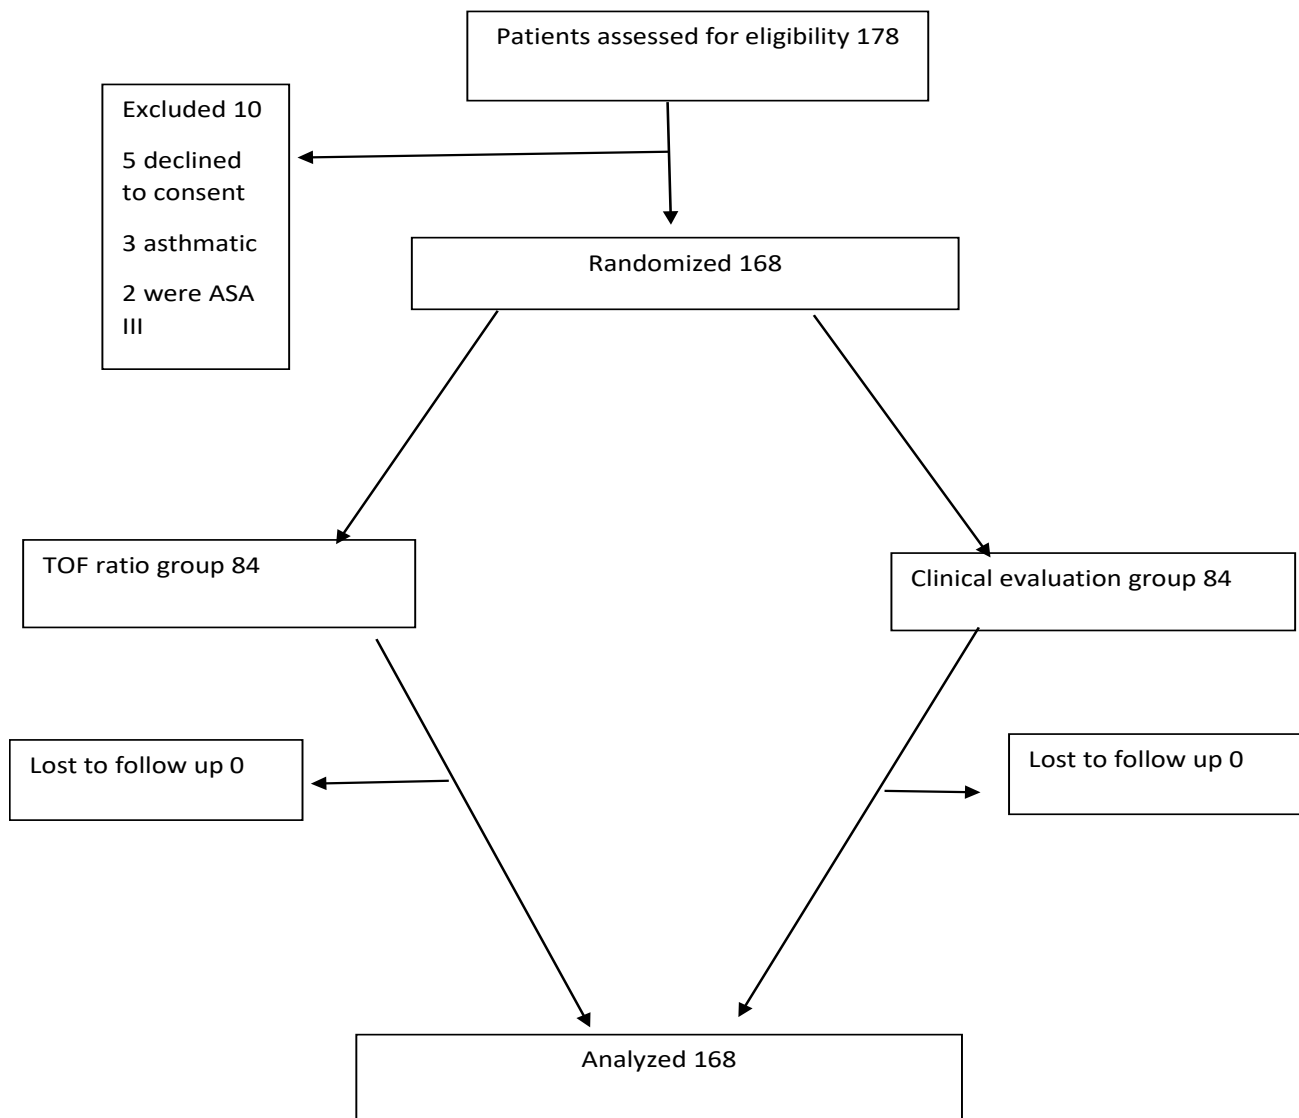 Patients assessed for eligibility 178
Excluded 10
5 declined
to consent
3 asthmatic
2 were ASA
III
Randomized 168
TOF ratio group 84
Clinical evaluation group 84
Lost to follow up 0
Lost to follow up 0
Analyzed 168